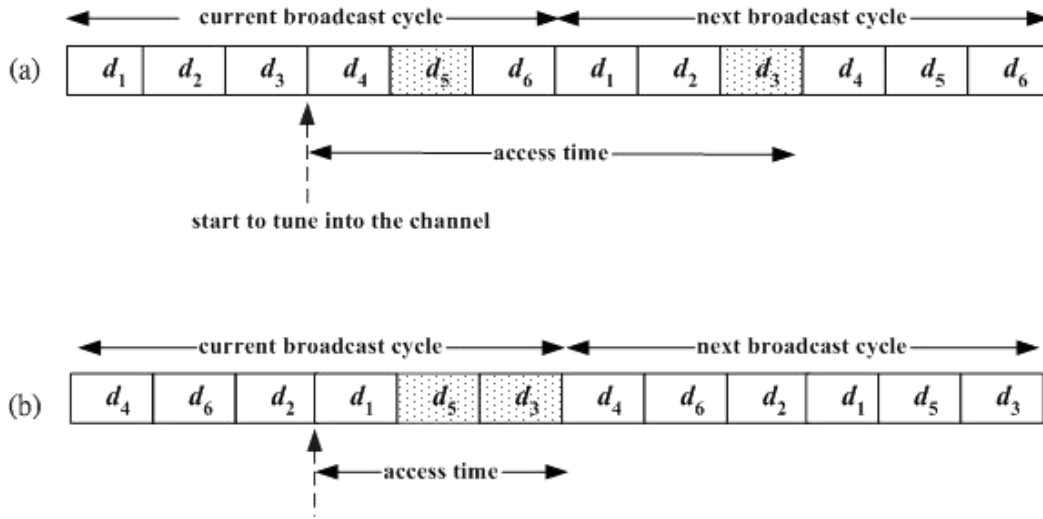 current broadcast cycle next broadcast cycle
(a) d1 d2 d3 d4 d5 d6 d1 d2 d3 d4 d5 d6
access time
start to tune into the channel
current broadcast cycle next broadcast cycle
(b) d4 d6 d2 d1 d5 d3 d4 d6 d2 d1 d5 d3
access time